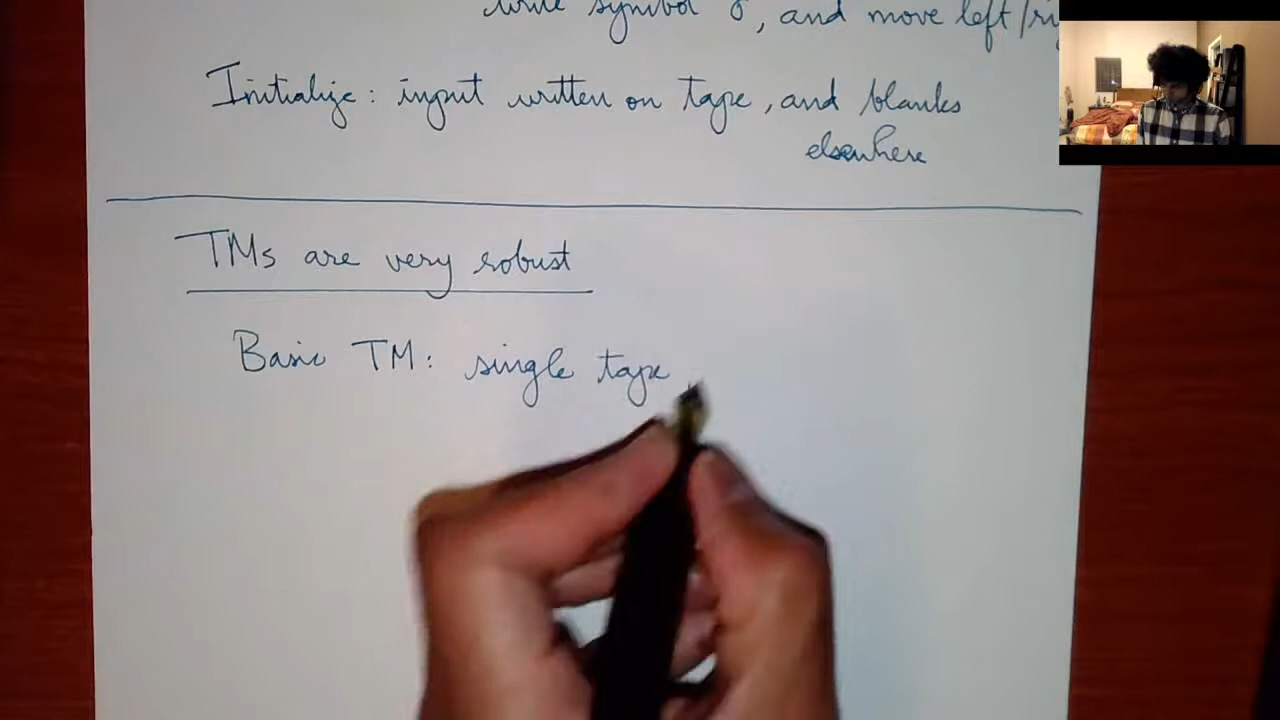 write symbol γ, and move left/ri
Initialize: input written on tape, and blanks
elsewhere
TMs are very robust
Basic TM: single tape